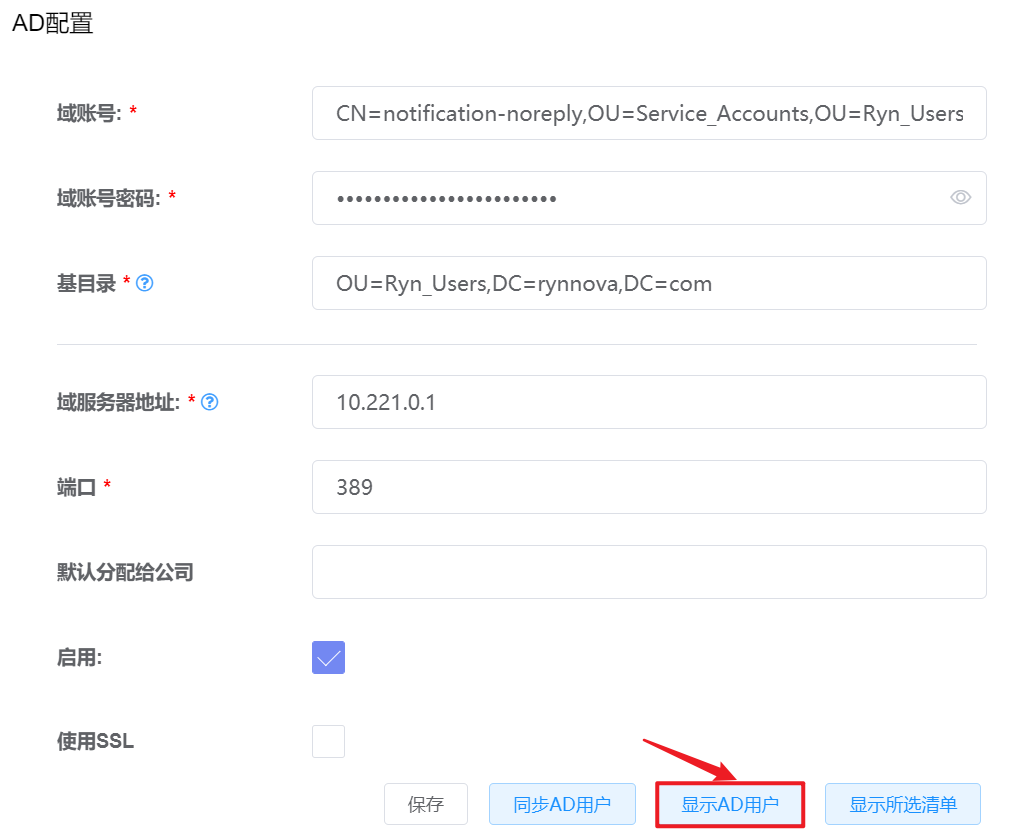 AD配置
域账号: * CN=notification-noreply,OU=Service_Accounts,OU=Ryn_Users
域账号密码: * ••••••••••••••••••••••••
基目录 * ? OU=Ryn_Users,DC=rynnova,DC=com
域服务器地址: * ? 10.221.0.1
端口 * 389
默认分配给公司
启用:
使用SSL
保存 同步AD用户 显示AD用户 显示所选清单